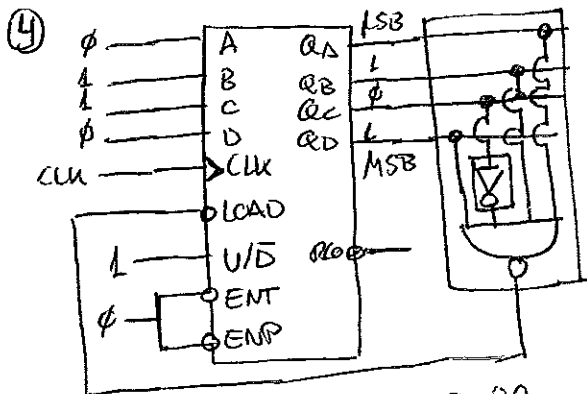 4
∅ A QA LSB
1 B QB 1
1 C QC ∅
∅ D QD 1
CLK CLK MSB
LOAD
1 U/D̅ RCO
ENT
∅
ENP